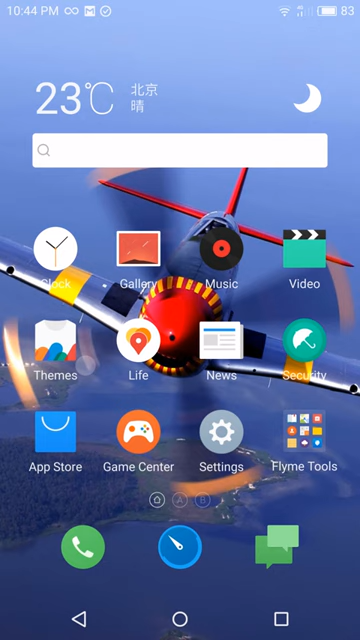 10:44 PM
83
23℃
北京
晴
Clock
Gallery
Music
Video
Themes
Life
News
Security
App Store
Game Center
Settings
Flyme Tools
A
B